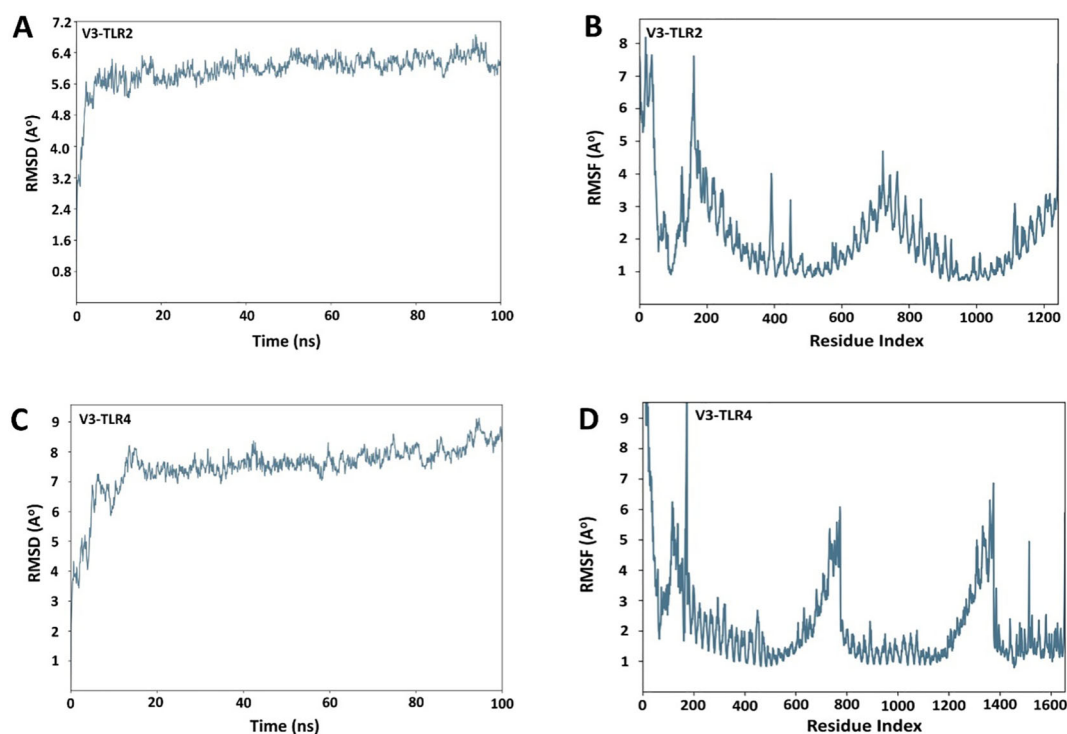 A
V3-TLR2
7.2
6.4
5.6
4.8
4.0
3.2
2.4
1.6
0.8
RMSD (A°)
0 20 40 60 80 100
Time (ns)
B
V3-TLR2
8
7
6
5
4
3
2
1
RMSF (A°)
0 200 400 600 800 1000 1200
Residue Index
C
V3-TLR4
9
8
7
6
5
4
3
2
1
RMSD (A°)
0 20 40 60 80 100
Time (ns)
D
V3-TLR4
9
8
7
6
5
4
3
2
1
RMSF (A°)
0 200 400 600 800 1000 1200 1400 1600
Residue Index